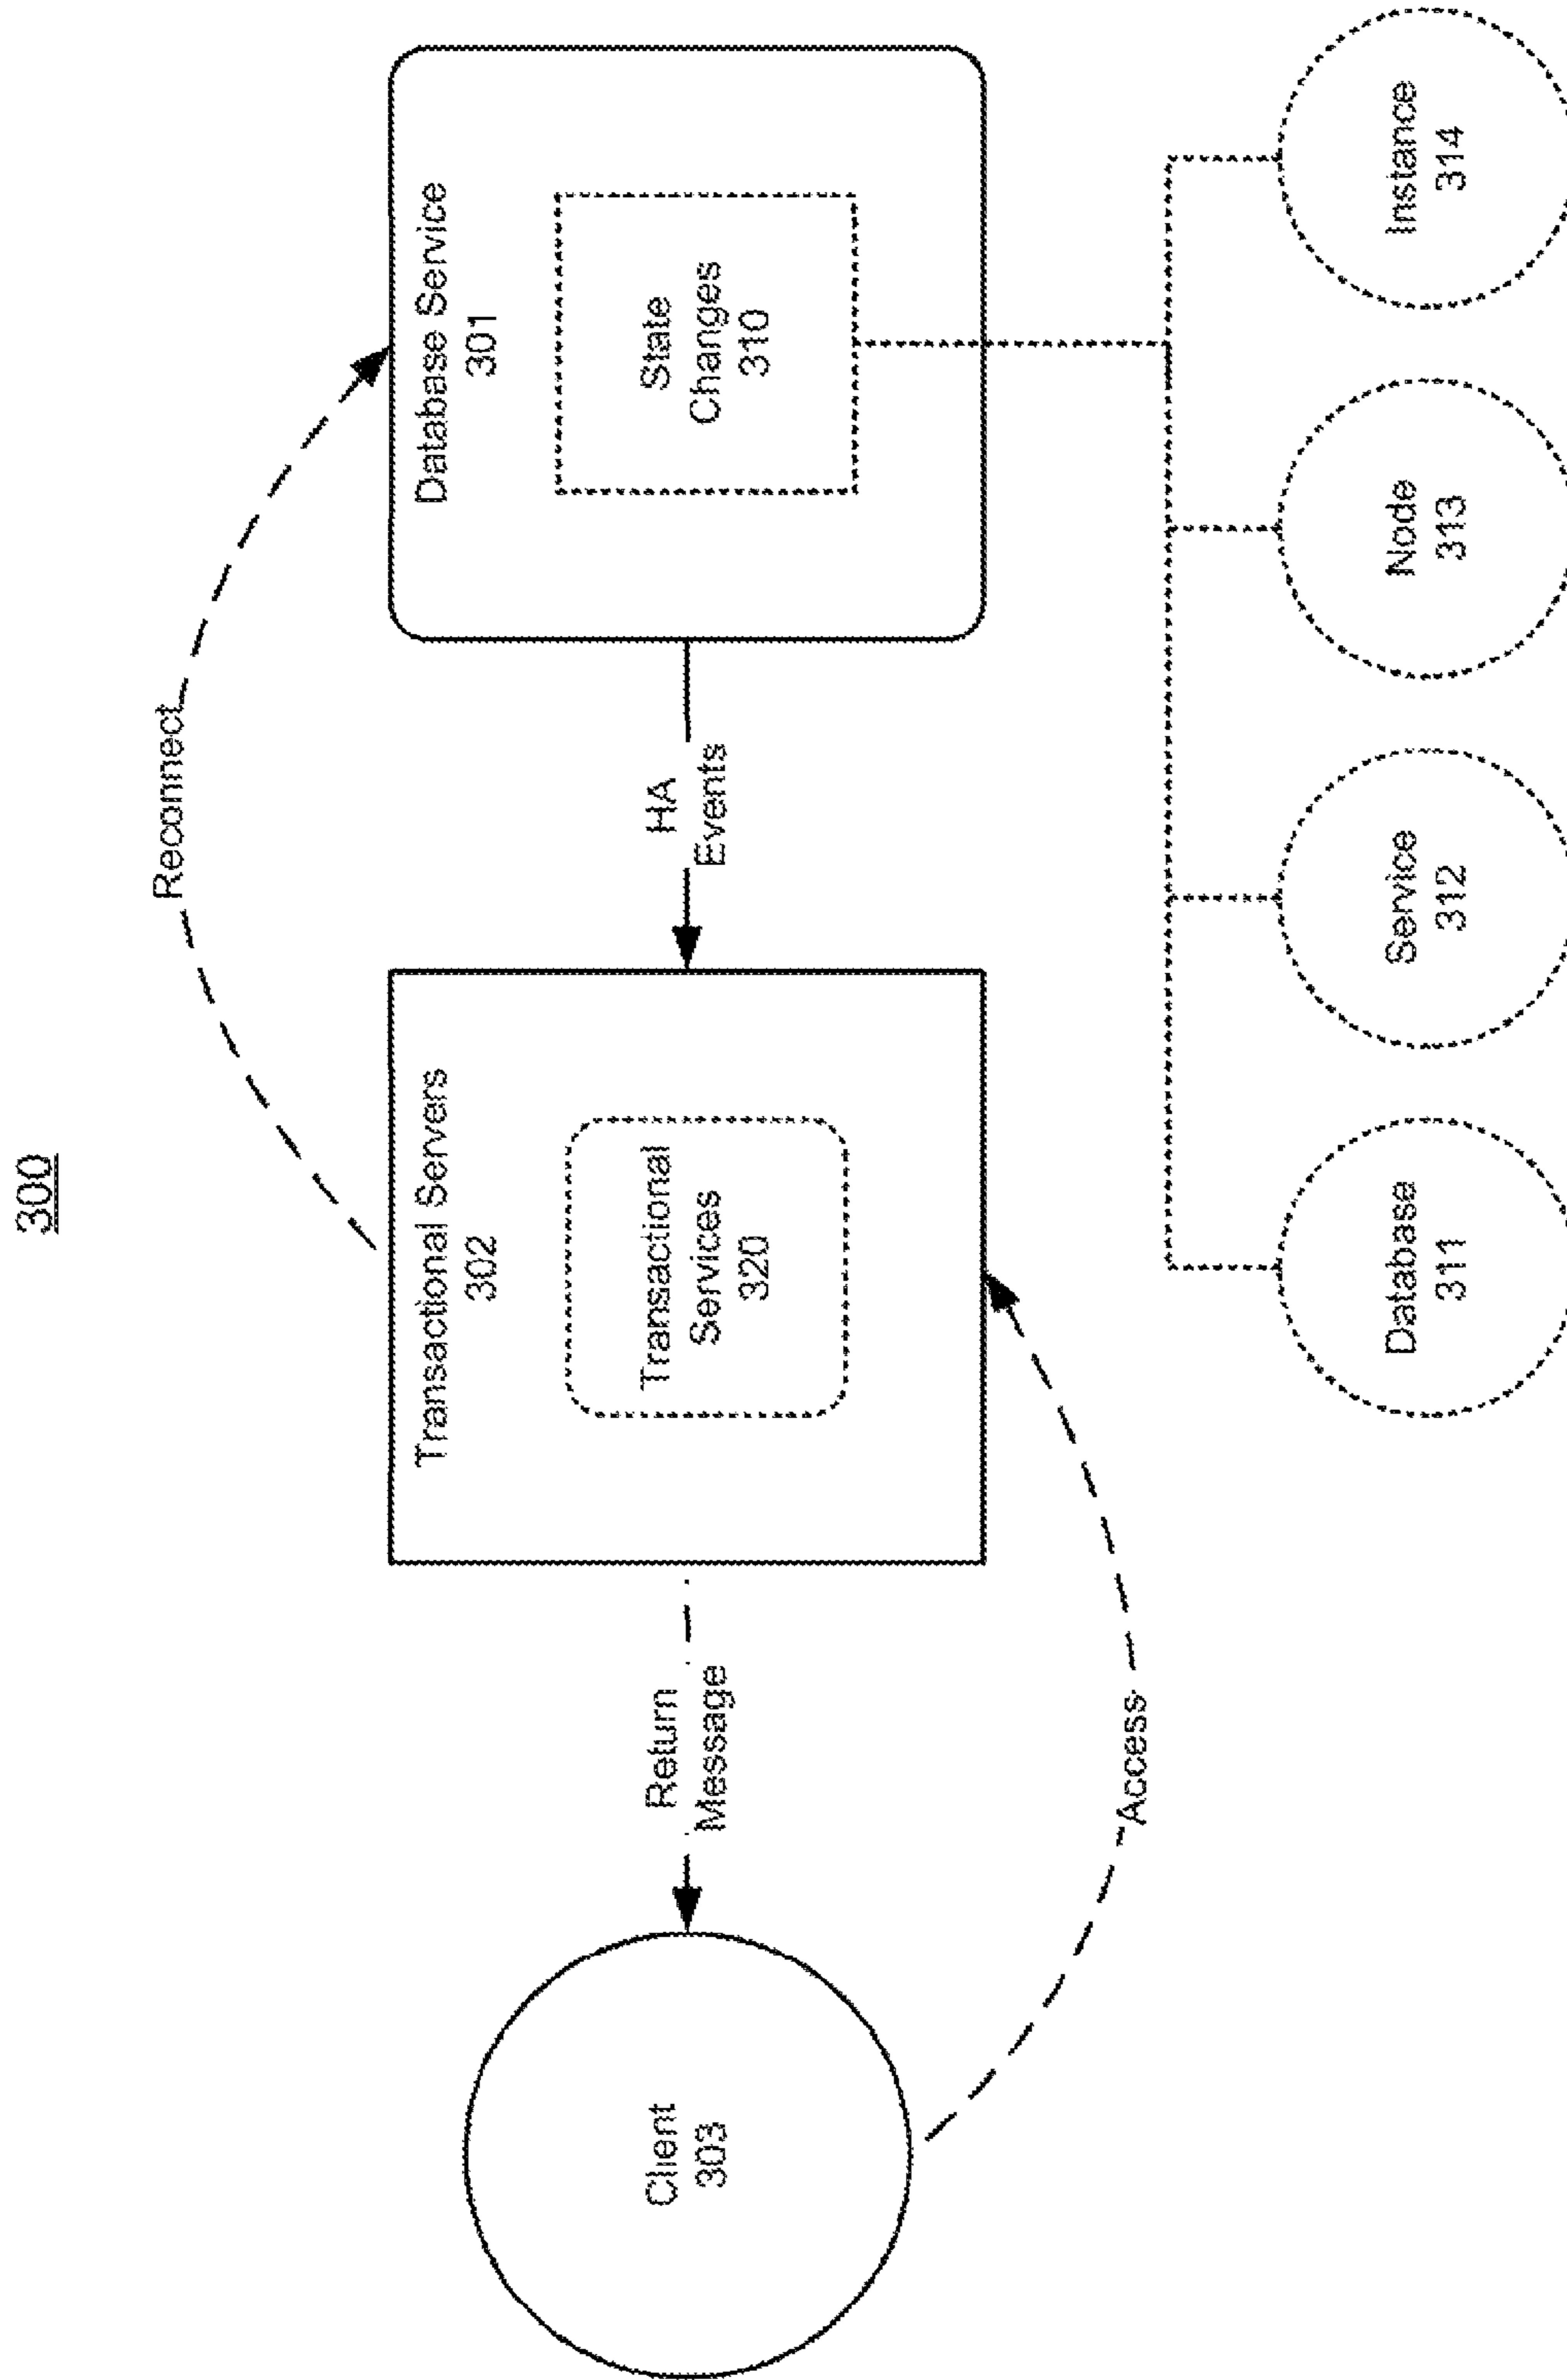 300
Reconnect
Client
303
Return
Message
Transactional Servers
302
Transactional
Services
320
HA
Events
Database Service
301
State
Changes
310
Access
Database
311
Service
312
Node
313
Instance
314